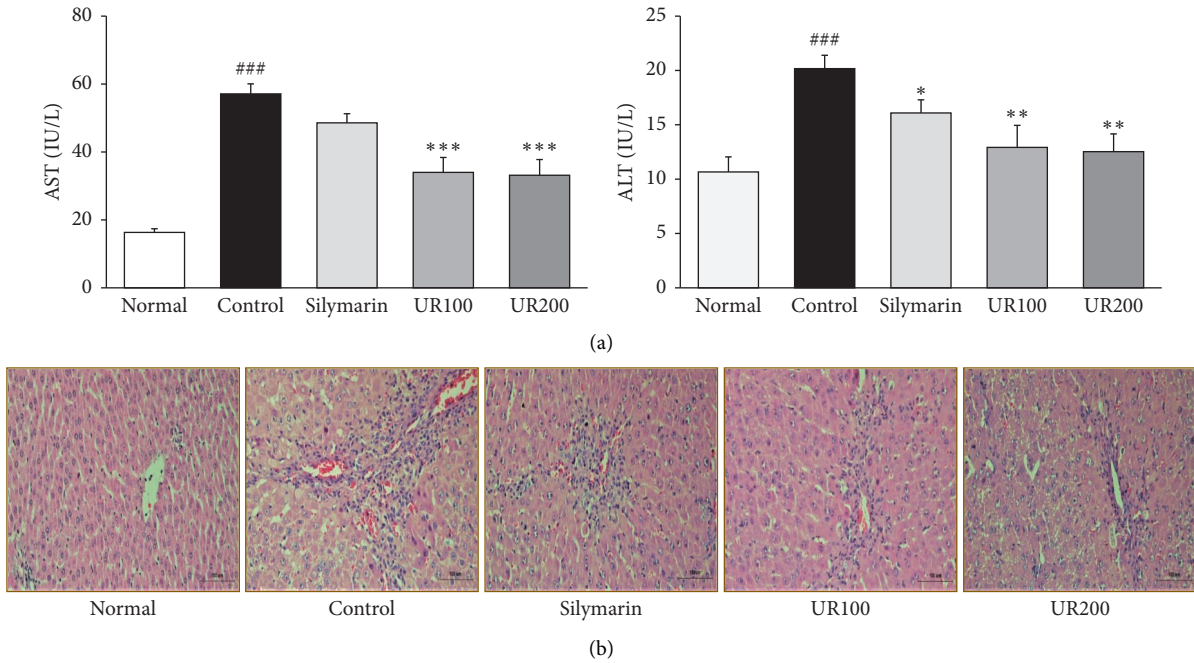 AST (IU/L)
80
60
40
20
0
###
***
***
Normal Control Silymarin UR100 UR200
ALT (IU/L)
25
20
15
10
5
0
###
*
**
**
Normal Control Silymarin UR100 UR200
(a)
Normal Control Silymarin UR100 UR200
(b)